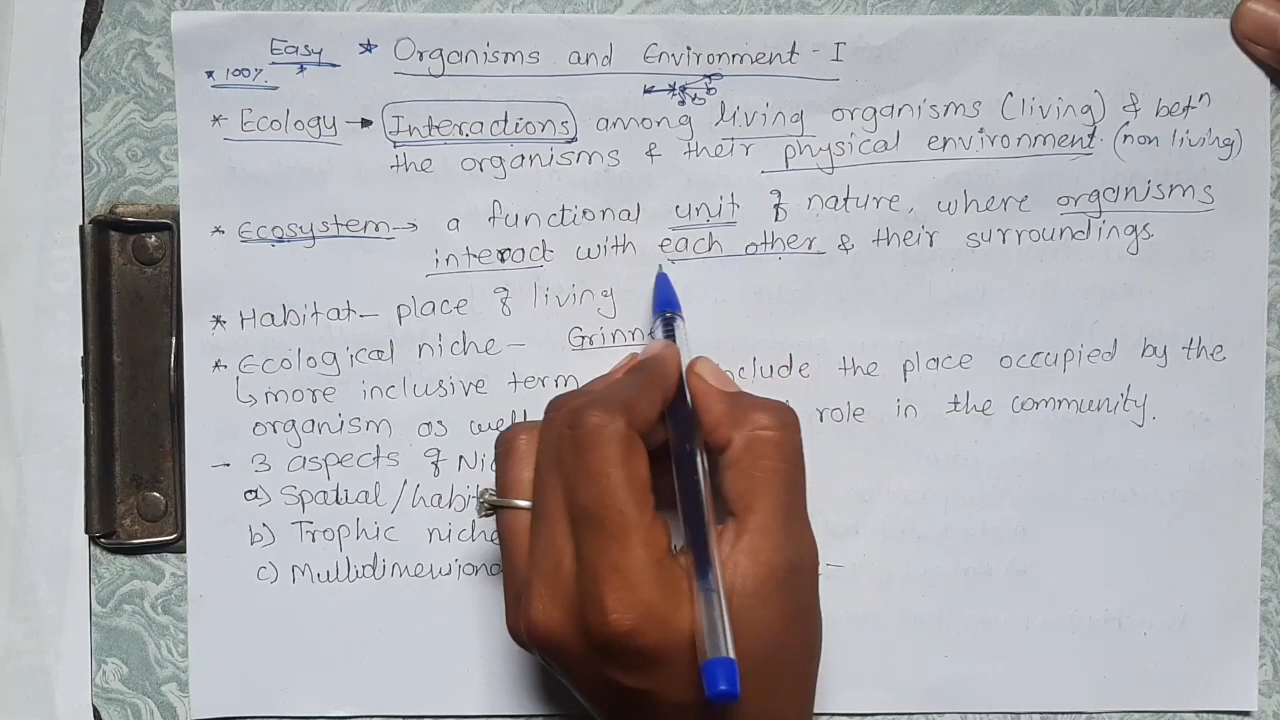 Easy * Organisms and Environment - I
* 100%.
* Ecology → Interactions among living organisms (living) & betn
the organisms & their physical environment. (non living)
* Ecosystem → a functional unit of nature, where organisms
interact with each other & their surroundings
* Habitat - place of living
* Ecological niche -
↳ more inclusive term include the place occupied by the
organism as well role in the community.
- 3 aspects of
a) Spatial /
b) Trophic niche
c)